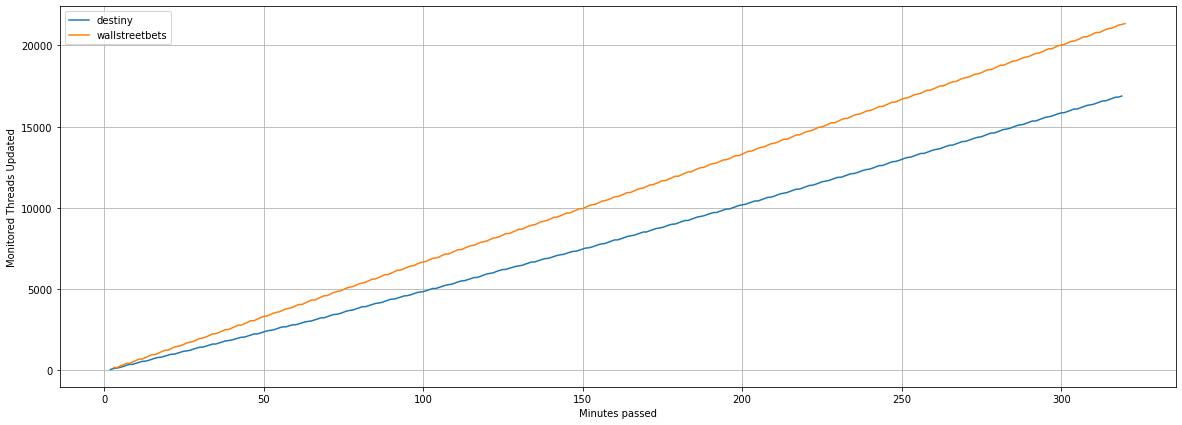 destiny
wallstreetbets
Monitored Threads Updated
20000
15000
10000
5000
0
0 50 100 150 200 250 300
Minutes passed